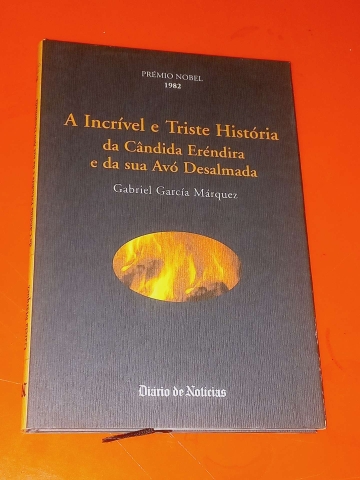 PRÉMIO NOBEL
1982
A Incrível e Triste História
da Cândida Eréndira
e da sua Avó Desalmada
Gabriel García Márquez
Diário de Notícias